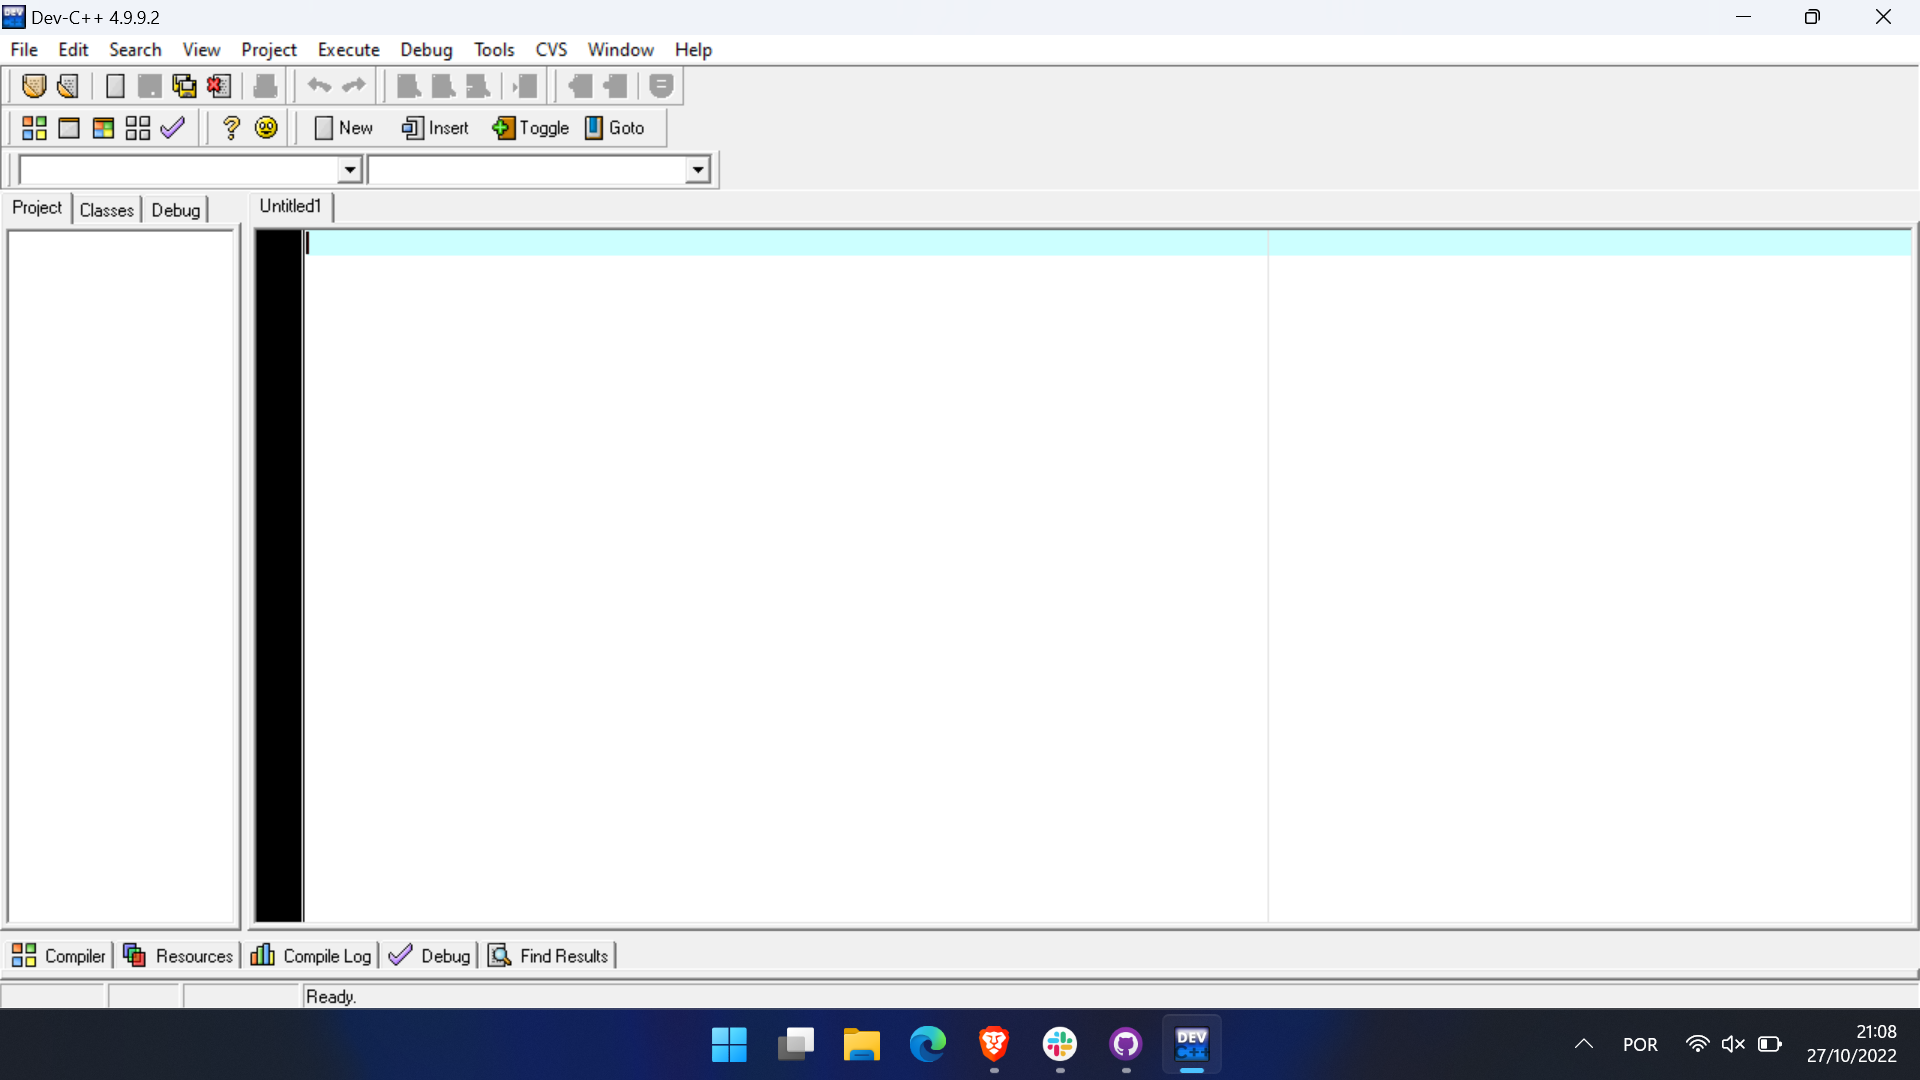 Dev-C++ 4.9.9.2
File Edit Search View Project Execute Debug Tools CVS Window Help
New Insert Toggle Goto
Project Classes Debug Untitled1
Compiler Resources Compile Log Debug Find Results
Ready.
DEV C++ POR 21:08
27/10/2022